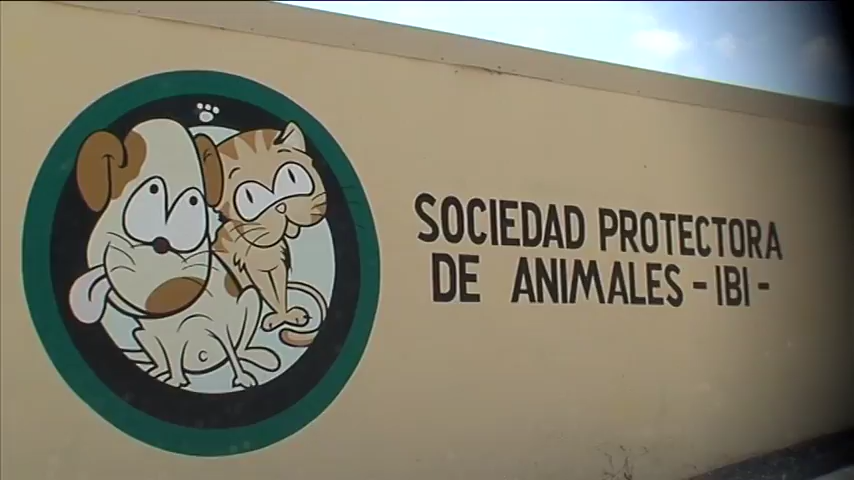 SOCIEDAD PROTECTORA
DE ANIMALES - IBI -